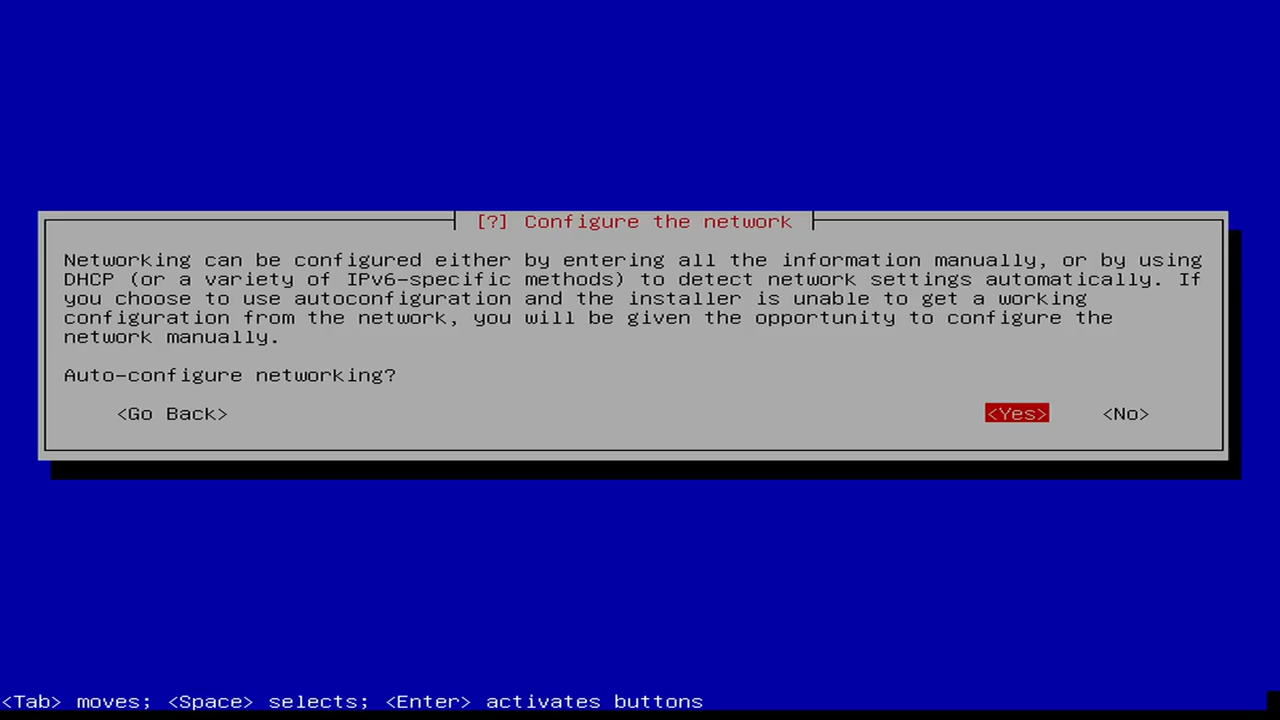 [?] Configure the network
Networking can be configured either by entering all the information manually, or by using
DHCP (or a variety of IPv6-specific methods) to detect network settings automatically. If
you choose to use autoconfiguration and the installer is unable to get a working
configuration from the network, you will be given the opportunity to configure the
network manually.
Auto-configure networking?
<Go Back> <Yes> <No>
<Tab> moves; <Space> selects; <Enter> activates buttons